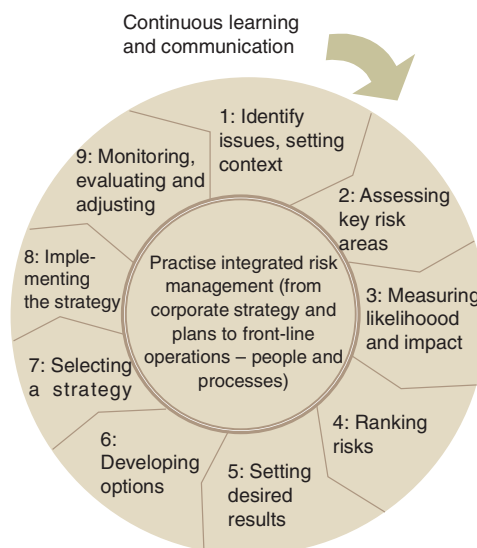 Continuous learning
and communication
1: Identify
issues, setting
context
2: Assessing
key risk
areas
3: Measuring
likelihoood
and impact
4: Ranking
risks
5: Setting
desired
results
6:
Developing
options
7: Selecting
a strategy
8: Imple-
menting
the strategy
9: Monitoring,
evaluating and
adjusting
Practise integrated risk
management (from
corporate strategy and
plans to front-line
operations – people and
processes)